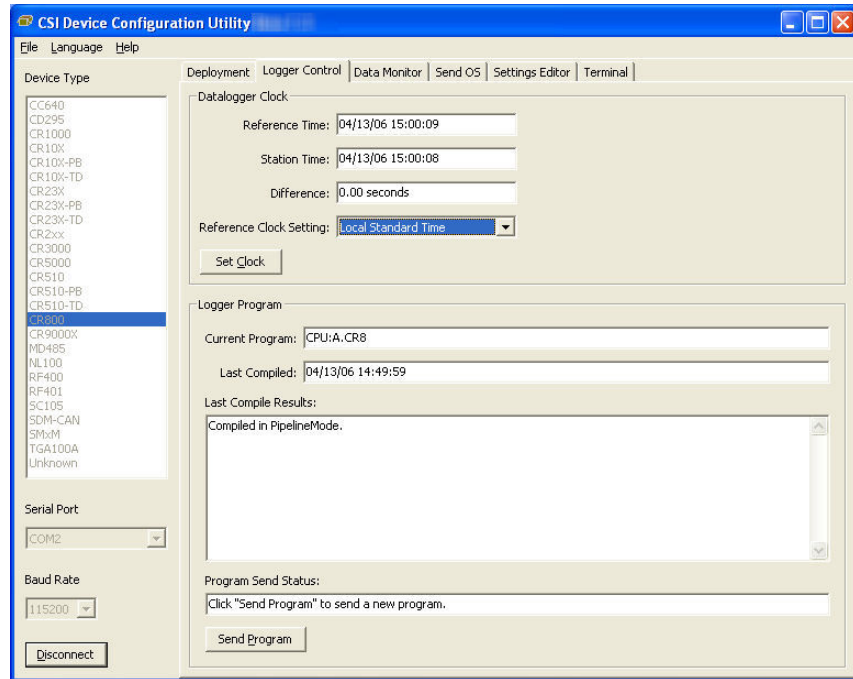 CSI Device Configuration Utility
File Language Help
Device Type
CC640
CD295
CR1000
CR10X
CR10X-PB
CR10X-TD
CR23X
CR23X-PB
CR23X-TD
CR2xx
CR3000
CR5000
CR510
CR510-PB
CR510-TD
CR800
CR9000X
MD485
NL100
RF400
RF401
SC105
SDM-CAN
SMxM
TGA100A
Unknown
Serial Port
COM2
Baud Rate
115200
Disconnect
Deployment Logger Control Data Monitor Send OS Settings Editor Terminal
Datalogger Clock
Reference Time: 04/13/06 15:00:09
Station Time: 04/13/06 15:00:08
Difference: 0.00 seconds
Reference Clock Setting: Local Standard Time
Set Clock
Logger Program
Current Program: CPU:A.CR8
Last Compiled: 04/13/06 14:49:59
Last Compile Results:
Compiled in PipelineMode.
Program Send Status:
Click "Send Program" to send a new program.
Send Program